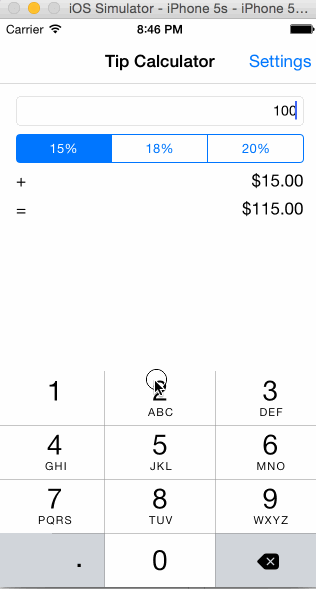 iOS Simulator - iPhone 5s - iPhone 5...
Carrier 8:46 PM
Tip Calculator Settings
100
15% 18% 20%
+ $15.00
= $115.00
1 2 3
ABC DEF
4 5 6
GHI JKL MNO
7 8 9
PQRS TUV WXYZ
. 0